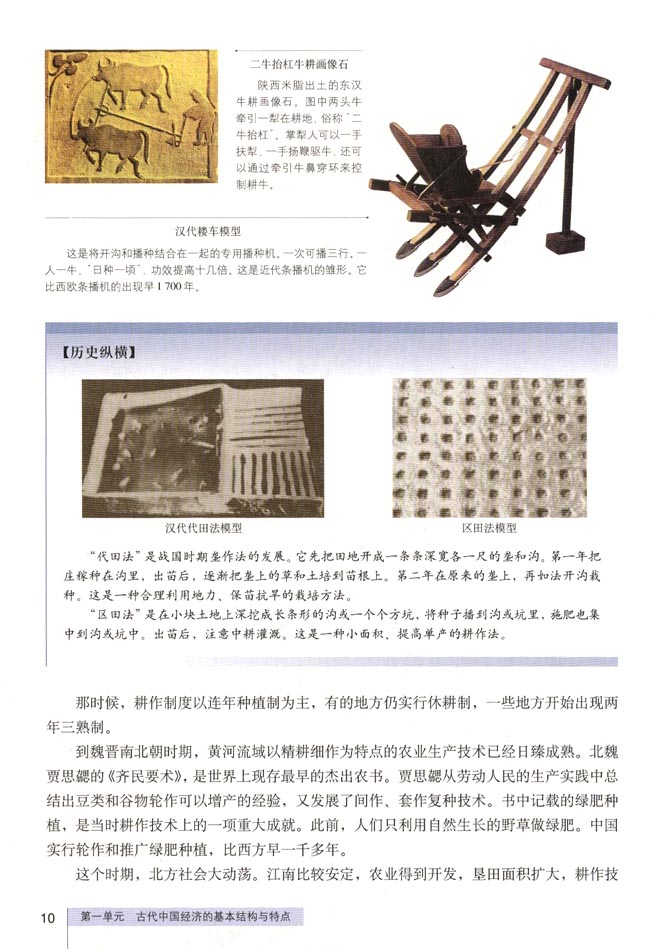 二牛抬杠牛耕画像石
陕西米脂出土的东汉
牛耕画像石。图中两头牛
牵引一犁在耕地，俗称“二
牛抬杠”。掌犁人可以一手
扶犁，一手扬鞭驱牛，还可
以通过牵引牛鼻穿环来控
制耕牛。
汉代耧车模型
这是将开沟和播种结合在一起的专用播种机。一次可播三行。一
人一牛，“日种一顷”，功效提高十几倍。这是近代条播机的雏形。它
比西欧条播机的出现早1 700年。
【历史纵横】
汉代代田法模型
区田法模型
“代田法”是战国时期垄作法的发展。它先把田地开成一条条深宽各一尺的垄和沟。第一年把
庄稼种在沟里，出苗后，逐渐把垄上的草和土培到苗根上。第二年在原来的垄上，再如法开沟栽
种。这是一种合理利用地力、保苗抗旱的栽培方法。
“区田法”是在小块土地上深挖成长条形的沟或一个个方坑，将种子播到沟或坑里，施肥也集
中到沟或坑中。出苗后，注意中耕灌溉。这是一种小面积、提高单产的耕作法。
那时候，耕作制度以连年种植制为主，有的地方仍实行休耕制，一些地方开始出现两
年三熟制。
到魏晋南北朝时期，黄河流域以精耕细作为特点的农业生产技术已经日臻成熟。北魏
贾思勰的《齐民要术》，是世界上现存最早的杰出农书。贾思勰从劳动人民的生产实践中总
结出豆类和谷物轮作可以增产的经验，又发展了间作、套作复种技术。书中记载的绿肥种
植，是当时耕作技术上的一项重大成就。此前，人们只利用自然生长的野草做绿肥。中国
实行轮作和推广绿肥种植，比西方早一千多年。
这个时期，北方社会大动荡。江南比较安定，农业得到开发，垦田面积扩大，耕作技
10 第一单元 古代中国经济的基本结构与特点